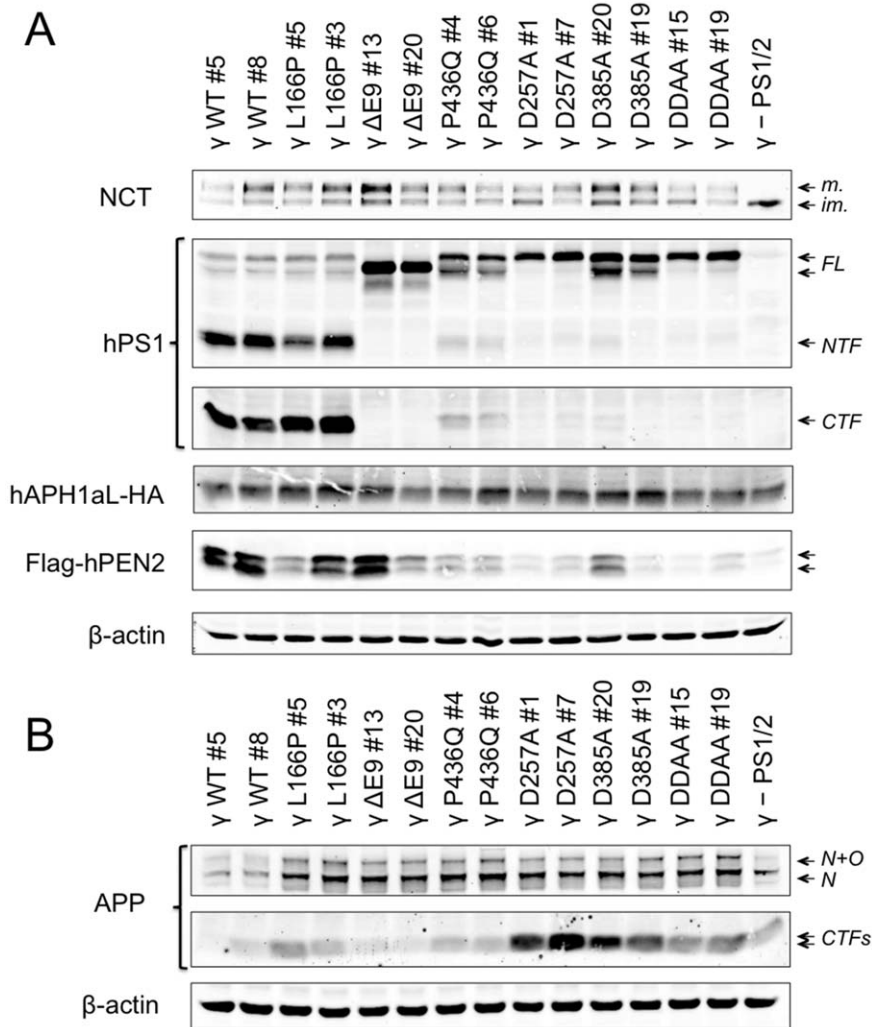 A
γ WT #5
γ WT #8
γ L166P #5
γ L166P #3
γ ΔE9 #13
γ ΔE9 #20
γ P436Q #4
γ P436Q #6
γ D257A #1
γ D257A #7
γ D385A #20
γ D385A #19
γ DDAA #15
γ DDAA #19
γ – PS1/2
NCT
m.
im.
hPS1
FL
NTF
CTF
hAPH1aL-HA
Flag-hPEN2
β-actin
B
γ WT #5
γ WT #8
γ L166P #5
γ L166P #3
γ ΔE9 #13
γ ΔE9 #20
γ P436Q #4
γ P436Q #6
γ D257A #1
γ D257A #7
γ D385A #20
γ D385A #19
γ DDAA #15
γ DDAA #19
γ – PS1/2
APP
N+O
N
CTFs
β-actin